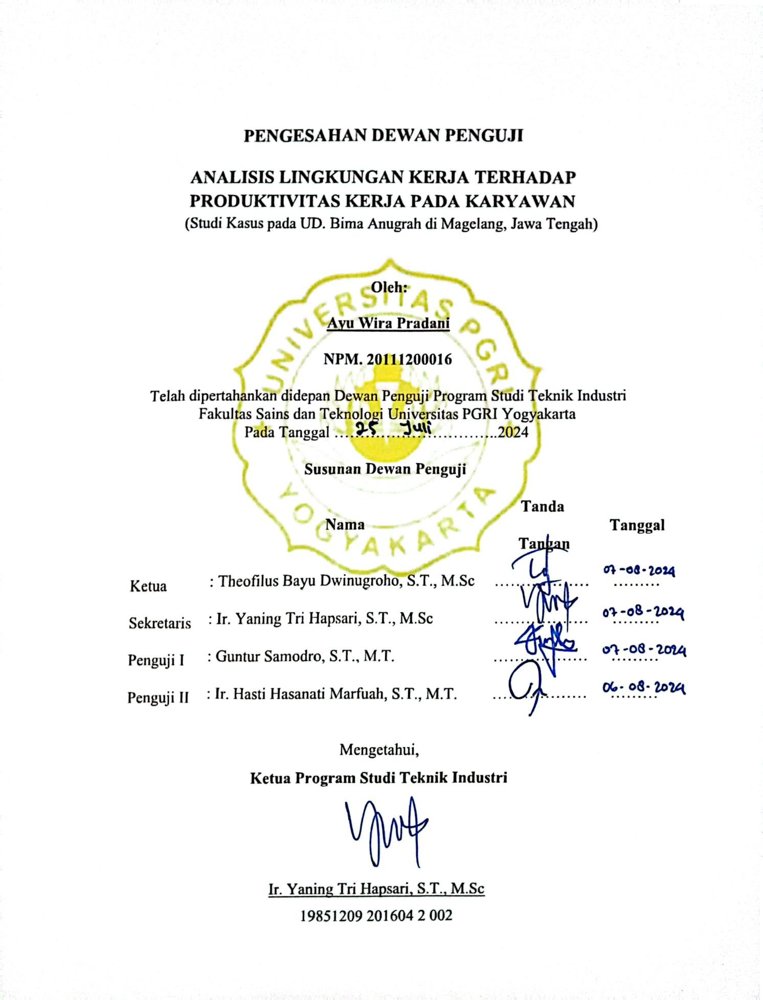 PENGESAHAN DEWAN PENGUJI
ANALISIS LINGKUNGAN KERJA TERHADAP
PRODUKTIVITAS KERJA PADA KARYAWAN
(Studi Kasus pada UD. Bima Anugrah di Magelang, Jawa Tengah)
UNIVERSITAS PGRI
YOGYAKARTA
Oleh:
Ayu Wira Pradani
NPM. 20111200016
Telah dipertahankan didepan Dewan Penguji Program Studi Teknik Industri
Fakultas Sains dan Teknologi Universitas PGRI Yogyakarta
Pada Tanggal .....25 Juli.....2024
Susunan Dewan Penguji
Nama Tanda Tangan Tanggal
Ketua : Theofilus Bayu Dwinugroho, S.T., M.Sc .................. 07-08-2024
Sekretaris : Ir. Yaning Tri Hapsari, S.T., M.Sc .................. 07-08-2024
Penguji I : Guntur Samodro, S.T., M.T. .................. 07-08-2024
Penguji II : Ir. Hasti Hasanati Marfuah, S.T., M.T. .................. 06-08-2024
Mengetahui,
Ketua Program Studi Teknik Industri
Ir. Yaning Tri Hapsari, S.T., M.Sc
19851209 201604 2 002